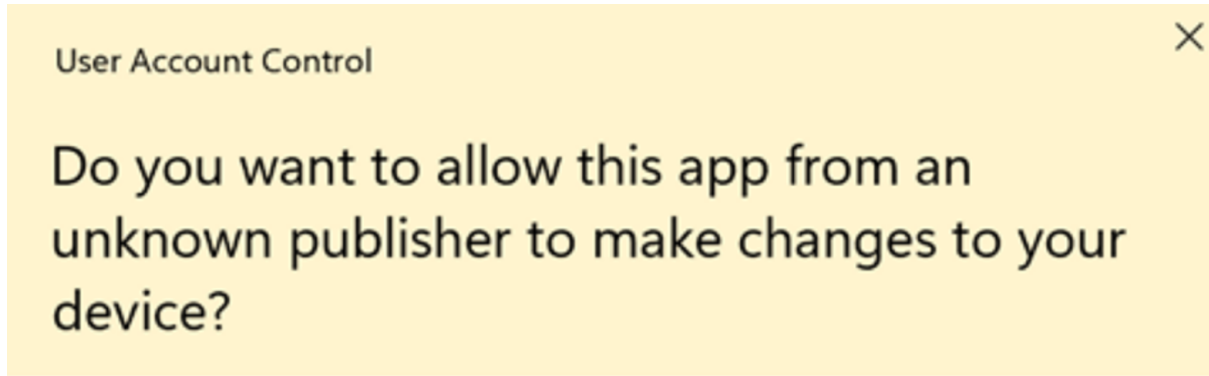 User Account Control
Do you want to allow this app from an
unknown publisher to make changes to your
device?